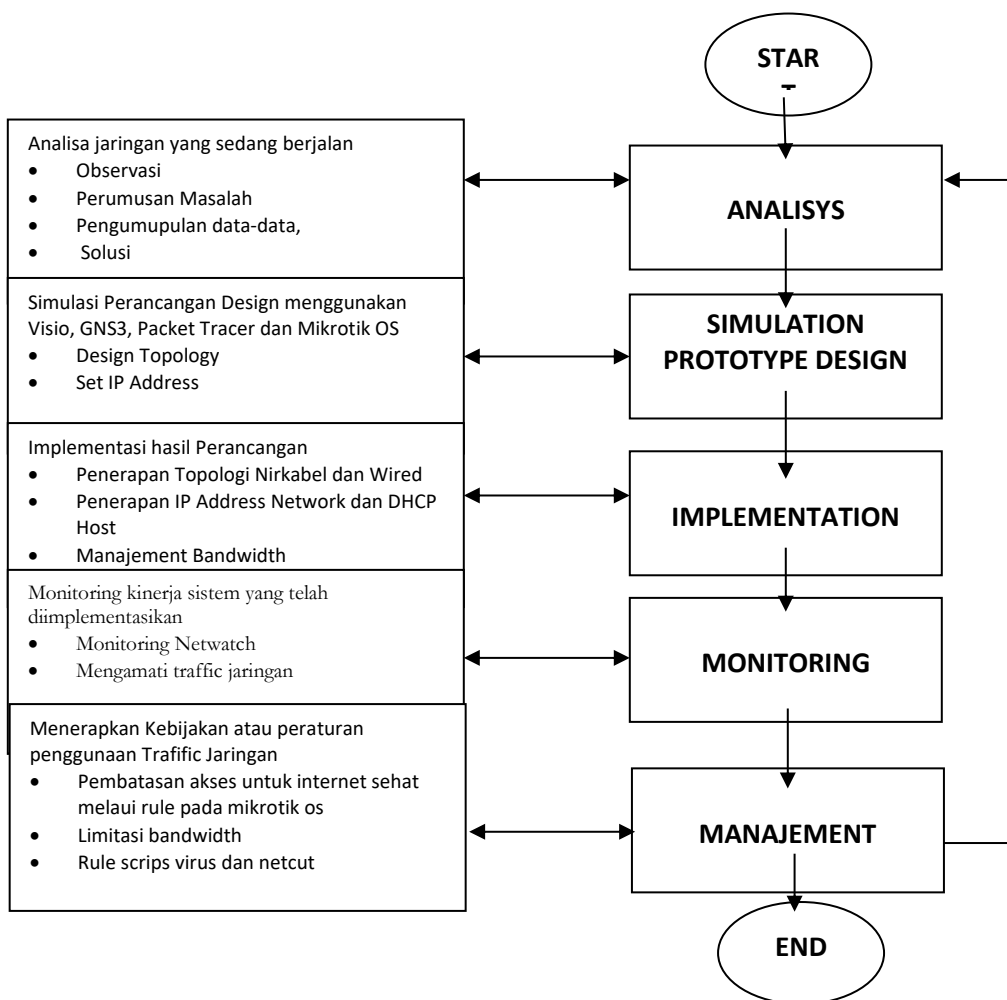 STAR
Analisa jaringan yang sedang berjalan
• Observasi
• Perumusan Masalah
• Pengumupulan data-data,
• Solusi
ANALISYS
Simulasi Perancangan Design menggunakan
Visio, GNS3, Packet Tracer dan Mikrotik OS
• Design Topology
• Set IP Address
SIMULATION
PROTOTYPE DESIGN
Implementasi hasil Perancangan
• Penerapan Topologi Nirkabel dan Wired
• Penerapan IP Address Network dan DHCP
Host
• Manajement Bandwidth
IMPLEMENTATION
Monitoring kinerja sistem yang telah
diimplementasikan
• Monitoring Netwatch
• Mengamati traffic jaringan
MONITORING
Menerapkan Kebijakan atau peraturan
penggunaan Trafific Jaringan
• Pembatasan akses untuk internet sehat
melaui rule pada mikrotik os
• Limitasi bandwidth
• Rule scrips virus dan netcut
MANAJEMENT
END